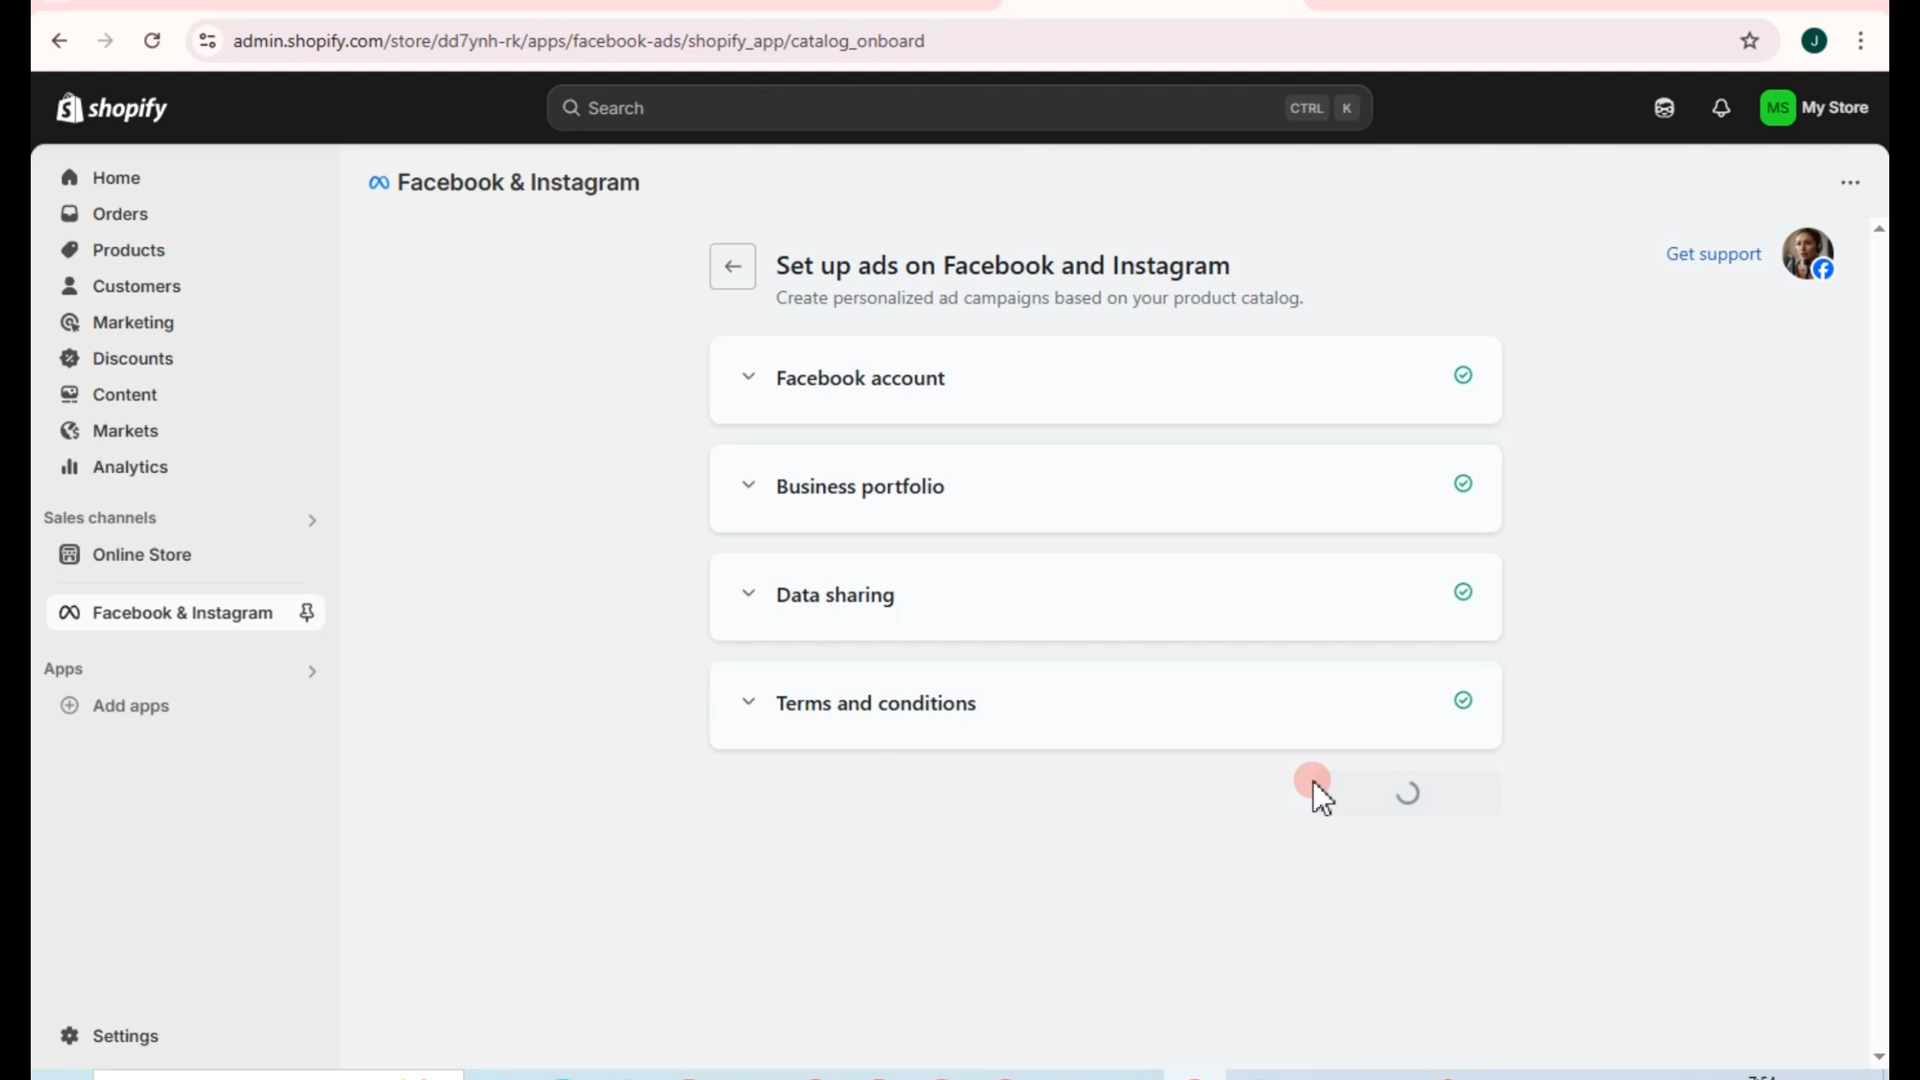 admin.shopify.com/store/dd7ynh-rk/apps/facebook-ads/shopify_app/catalog_onboard
J
shopify
Search
CTRL K
MS My Store
Home
Orders
Products
Customers
Marketing
Discounts
Content
Markets
Analytics
Sales channels
Online Store
Facebook & Instagram
Apps
Add apps
Settings
Facebook & Instagram
Get support
Set up ads on Facebook and Instagram
Create personalized ad campaigns based on your product catalog.
Facebook account
Business portfolio
Data sharing
Terms and conditions